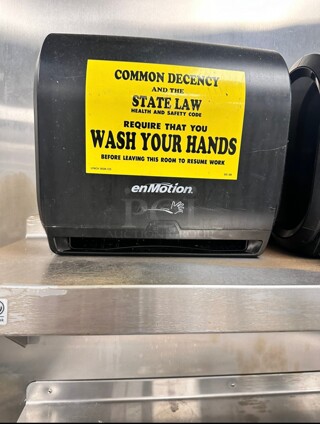 COMMON DECENCY
AND THE
STATE LAW
HEALTH AND SAFETY CODE
REQUIRE THAT YOU
WASH YOUR HANDS
BEFORE LEAVING THIS ROOM TO RESUME WORK
enMotion